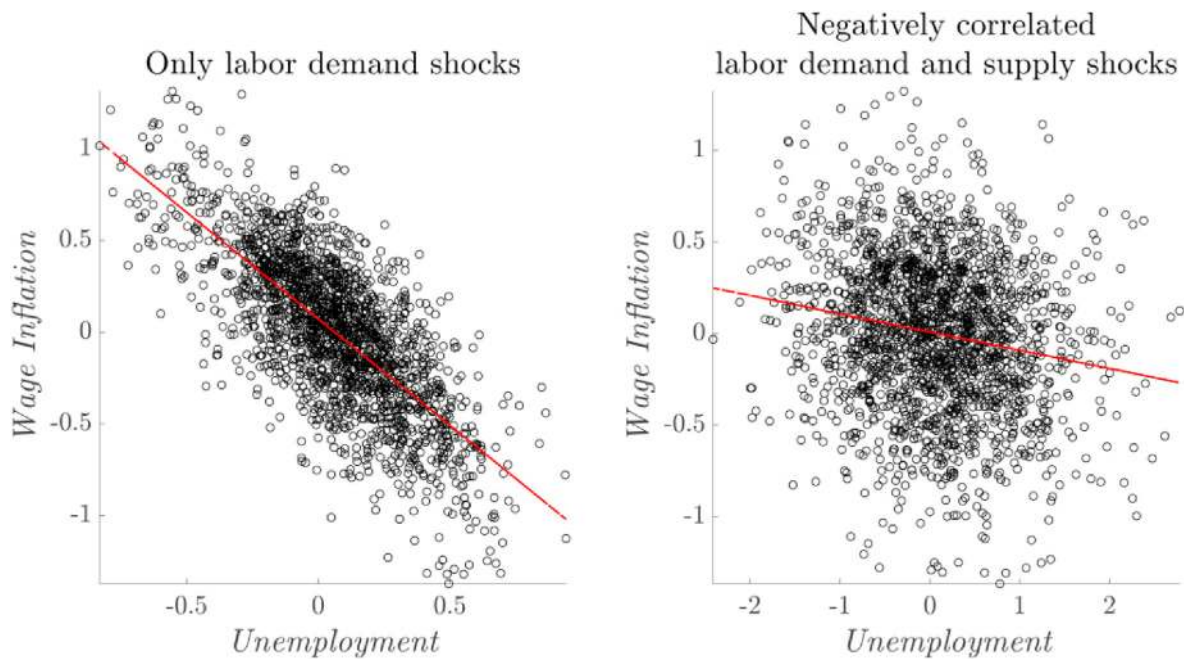 Only labor demand shocks
1
0.5
0
-0.5
-1
Wage Inflation
-0.5 0 0.5
Unemployment
Negatively correlated
labor demand and supply shocks
1
0.5
0
-0.5
-1
Wage Inflation
-2 -1 0 1 2
Unemployment